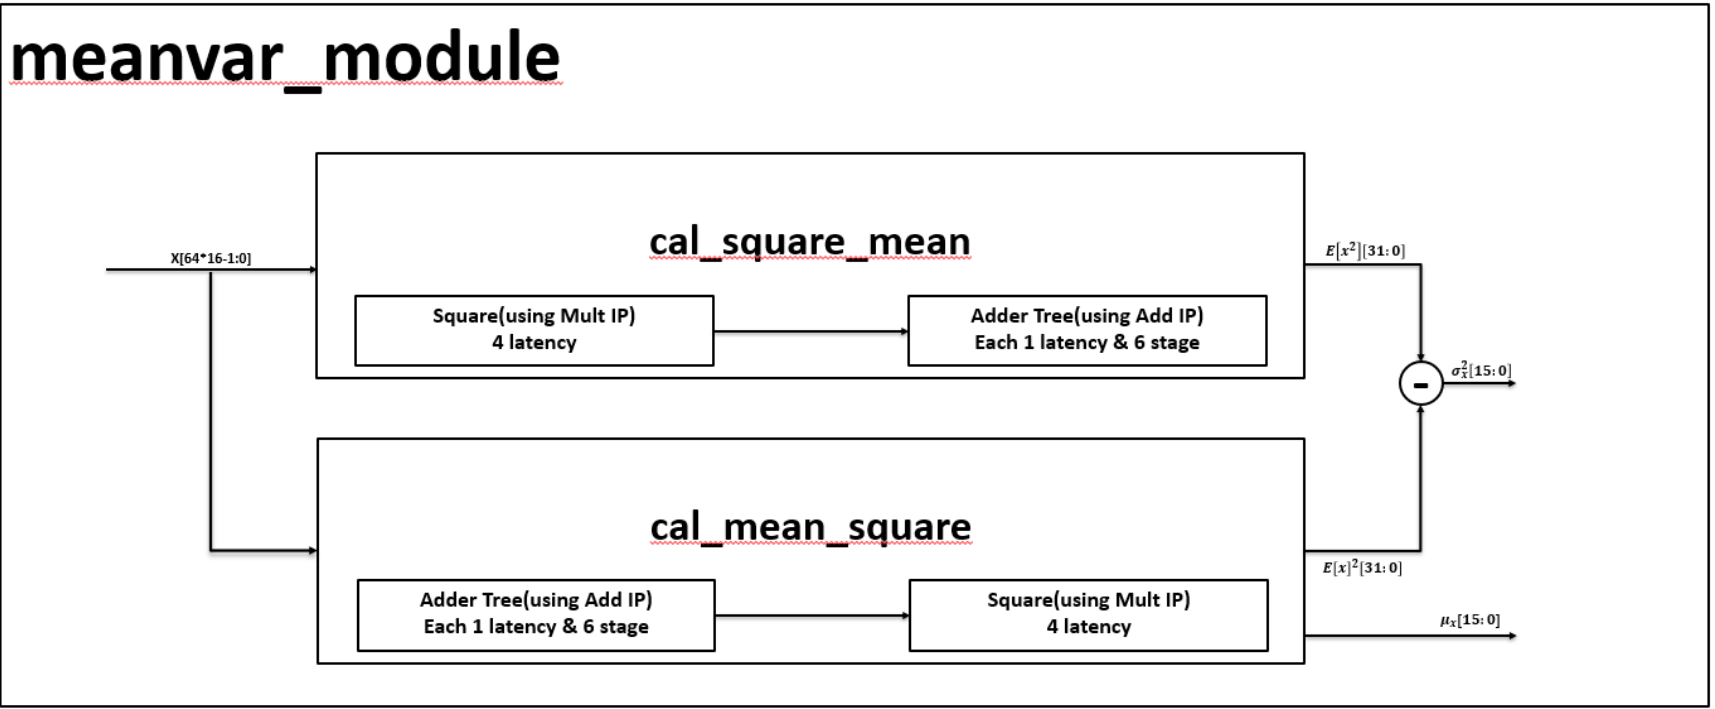 meanvar_module
X[64*16-1:0]
cal_square_mean
Square(using Mult IP)
4 latency
Adder Tree(using Add IP)
Each 1 latency & 6 stage
E[x²][31:0]
-
σₓ²[15:0]
cal_mean_square
Adder Tree(using Add IP)
Each 1 latency & 6 stage
Square(using Mult IP)
4 latency
E[x]²[31:0]
μₓ[15:0]